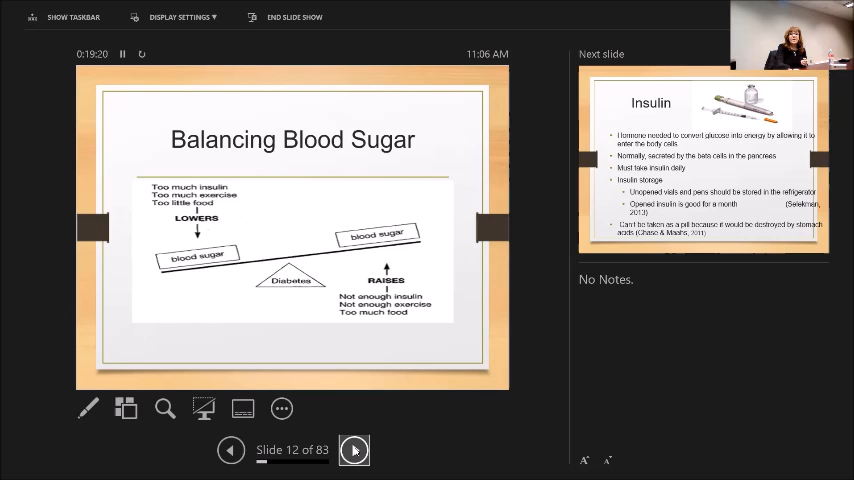 SHOW TASKBAR
DISPLAY SETTINGS ▼
END SLIDE SHOW
0:19:20
11:06 AM
Balancing Blood Sugar
Too much insulin
Too much exercise
Too little food
LOWERS
blood sugar
blood sugar
Diabetes
RAISES
Not enough insulin
Not enough exercise
Too much food
Slide 12 of 83
Next slide
Insulin
• Hormone needed to convert glucose into energy by allowing it to
enter the body cells
• Normally, secreted by the beta cells in the pancreas
• Must take insulin daily
• Insulin storage
• Unopened vials and pens should be stored in the refrigerator
• Opened insulin is good for a month (Selekman,
2013)
• Can't be taken as a pill because it would be destroyed by stomach
acids (Chase & Maahs, 2011)
No Notes.
A A